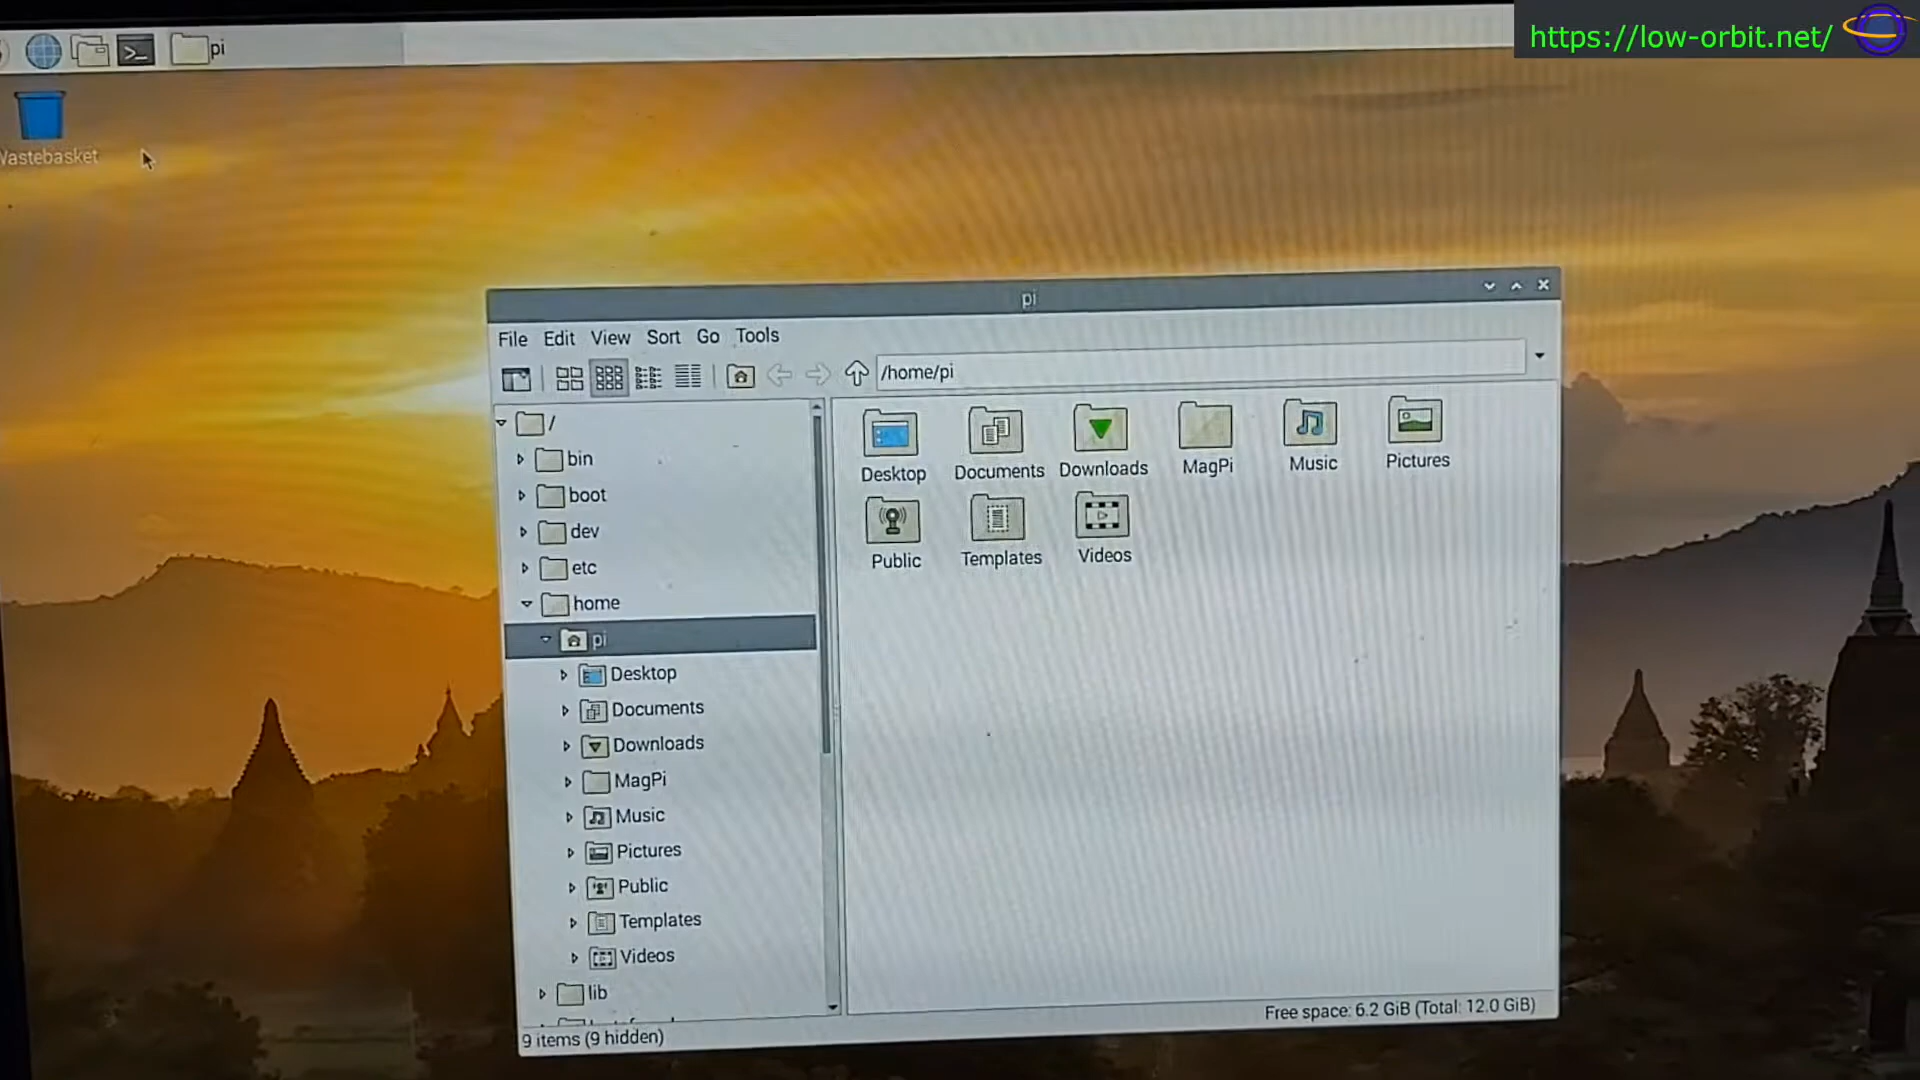 https://low-orbit.net/
pi
Wastebasket
pi
File Edit View Sort Go Tools
/home/pi
/
bin
boot
dev
etc
home
pi
Desktop
Documents
Downloads
MagPi
Music
Pictures
Public
Templates
Videos
lib
Desktop Documents Downloads MagPi Music Pictures
Public Templates Videos
9 items (9 hidden)
Free space: 6.2 GiB (Total: 12.0 GiB)